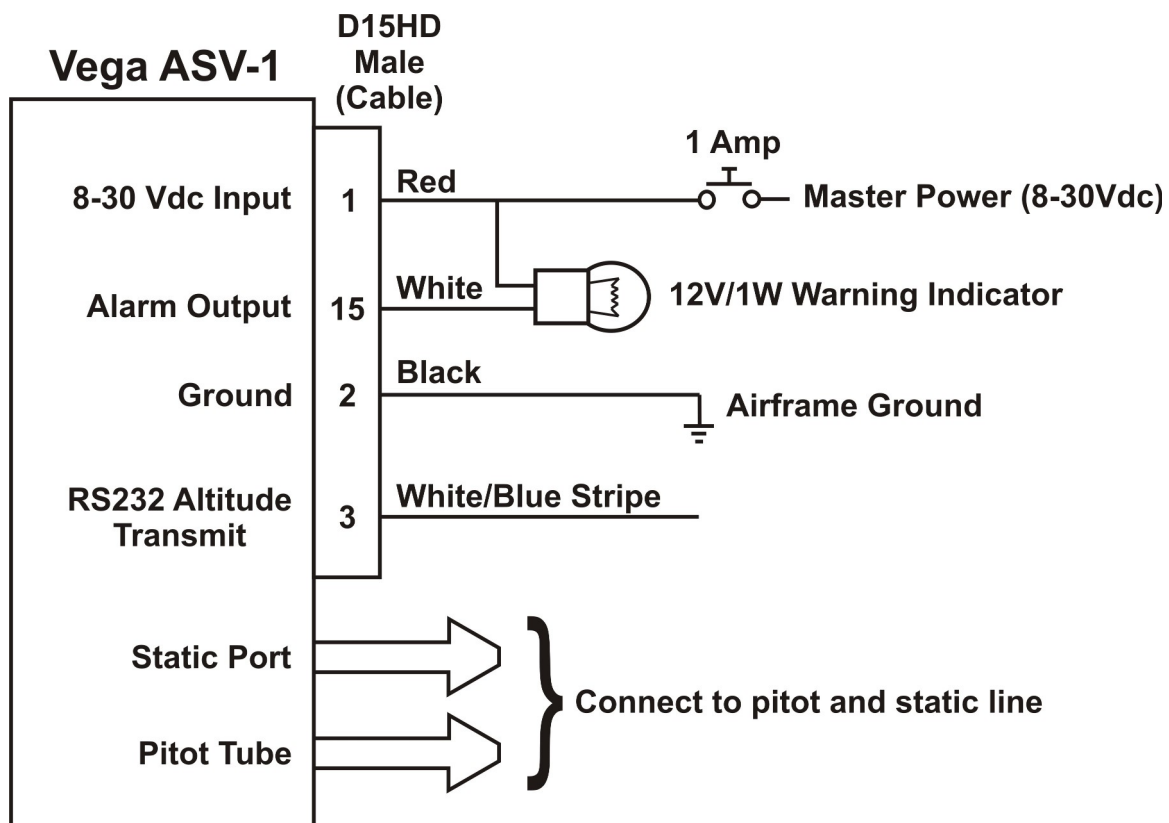 Vega ASV-1
D15HD
Male
(Cable)
8-30 Vdc Input
1
Red
1 Amp
Master Power (8-30Vdc)
Alarm Output
15
White
12V/1W Warning Indicator
Ground
2
Black
Airframe Ground
RS232 Altitude
Transmit
3
White/Blue Stripe
Static Port
Pitot Tube
Connect to pitot and static line